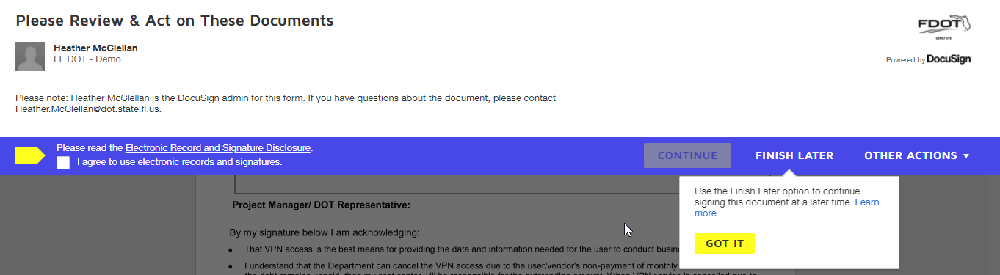 Please Review & Act on These Documents
FDOT
DEMO SITE
Heather McClellan
FL DOT - Demo
Powered by DocuSign
Please note: Heather McClellan is the DocuSign admin for this form. If you have questions about the document, please contact
Heather.McClellan@dot.state.fl.us.
Please read the Electronic Record and Signature Disclosure.
I agree to use electronic records and signatures.
CONTINUE
FINISH LATER
OTHER ACTIONS
Use the Finish Later option to continue
signing this document at a later time. Learn
more...
GOT IT
Project Manager/ DOT Representative:
By my signature below I am acknowledging:
• That VPN access is the best means for providing the data and information needed for the user to conduct
• I understand that the Department can cancel the VPN access due to the user/vendor's non-payment of monthly